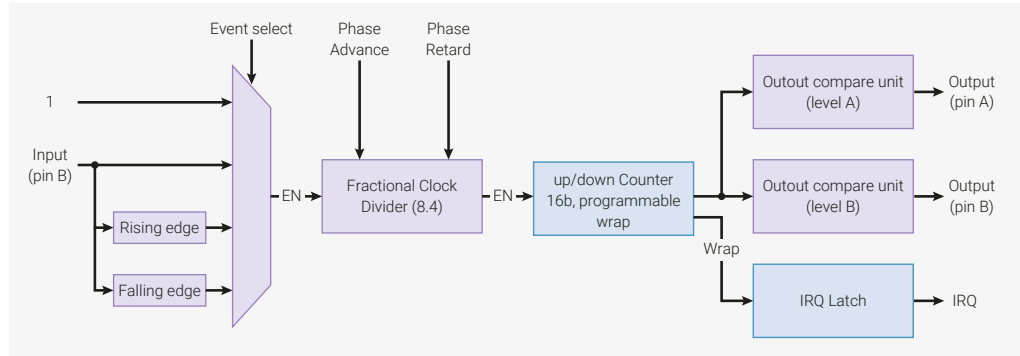 Event select
Phase
Advance
Phase
Retard
1
Input
(pin B)
Rising edge
Falling edge
EN
Fractional Clock
Divider (8.4)
EN
up/down Counter
16b, programmable
wrap
Wrap
Outout compare unit
(level A)
Output
(pin A)
Outout compare unit
(level B)
Output
(pin B)
IRQ Latch
IRQ